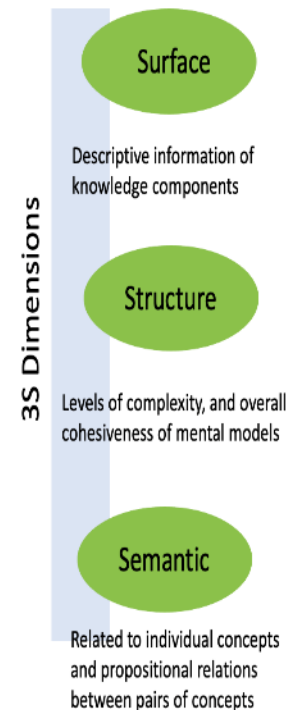 3S Dimensions
Surface
Descriptive information of
knowledge components
Structure
Levels of complexity, and overall
cohesiveness of mental models
Semantic
Related to individual concepts
and propositional relations
between pairs of concepts